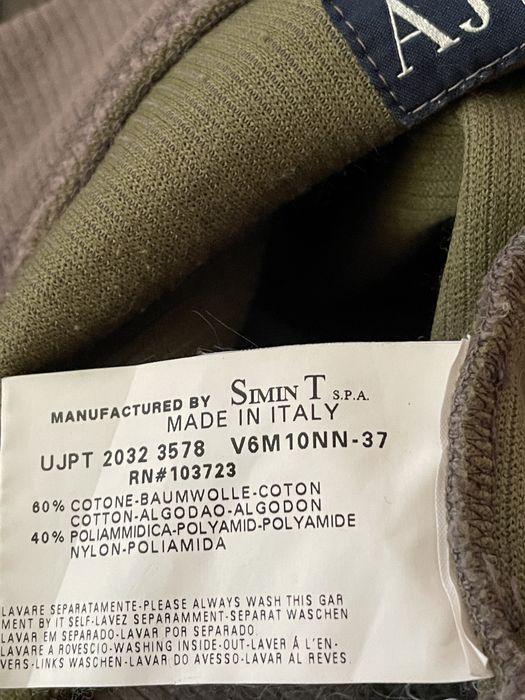 AJ
MANUFACTURED BY SIMIN T S.P.A.
MADE IN ITALY
UJPT 2032 3578 V6M10NN-37
RN#103723
60% COTONE-BAUMWOLLE-COTON
COTTON-ALGODAO-ALGODON
40% POLIAMMIDICA-POLYAMID-POLYAMIDE
NYLON-POLIAMIDA
LAVARE SEPARATAMENTE-PLEASE ALWAYS WASH THIS GAR
MENT BY IT SELF-LAVEZ SEPARAMMENT-SEPARAT WASCHEN
LAVAR EM SEPARADO-LAVAR POR SEPARADO
LAVARE A ROVESCIO-WASHING INSIDE-OUT-LAVER Á L'EN-
VERS-LINKS WASCHEN-LAVAR DO AVESSO-LAVAR AL REVES